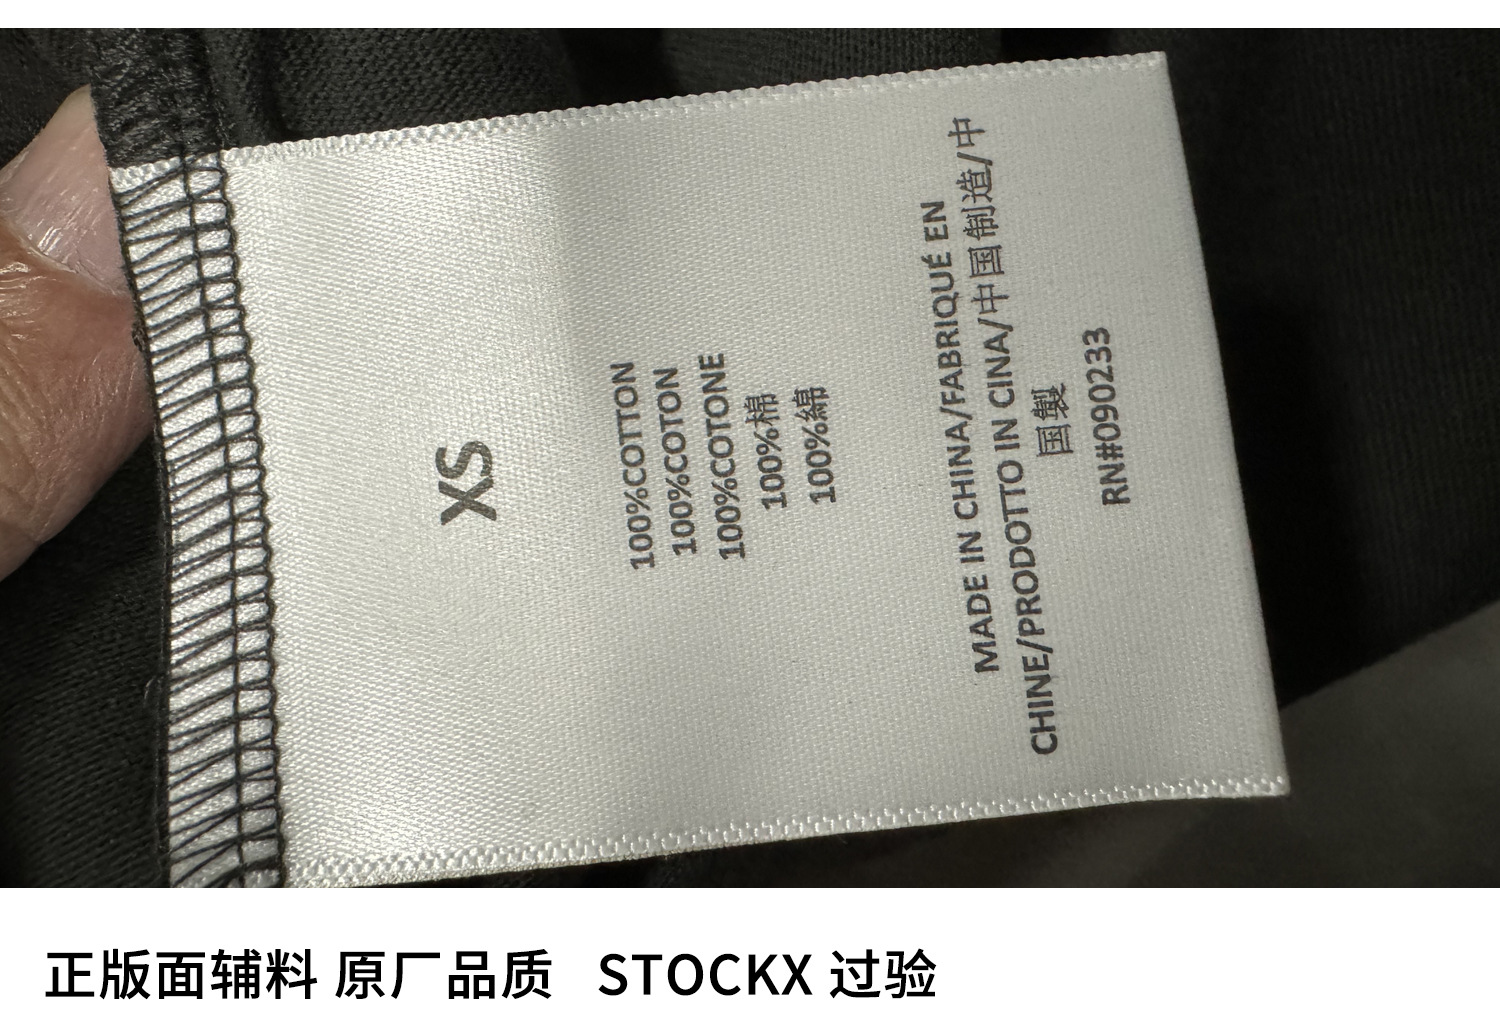 XS
100%COTTON
100%COTON
100%COTONE
100%棉
100%綿
MADE IN CHINA/FABRIQUÉ EN
CHINE/PRODOTTO IN CINA/中国制造/中
国製
RN#090233
正版面辅料 原厂品质 STOCKX 过验